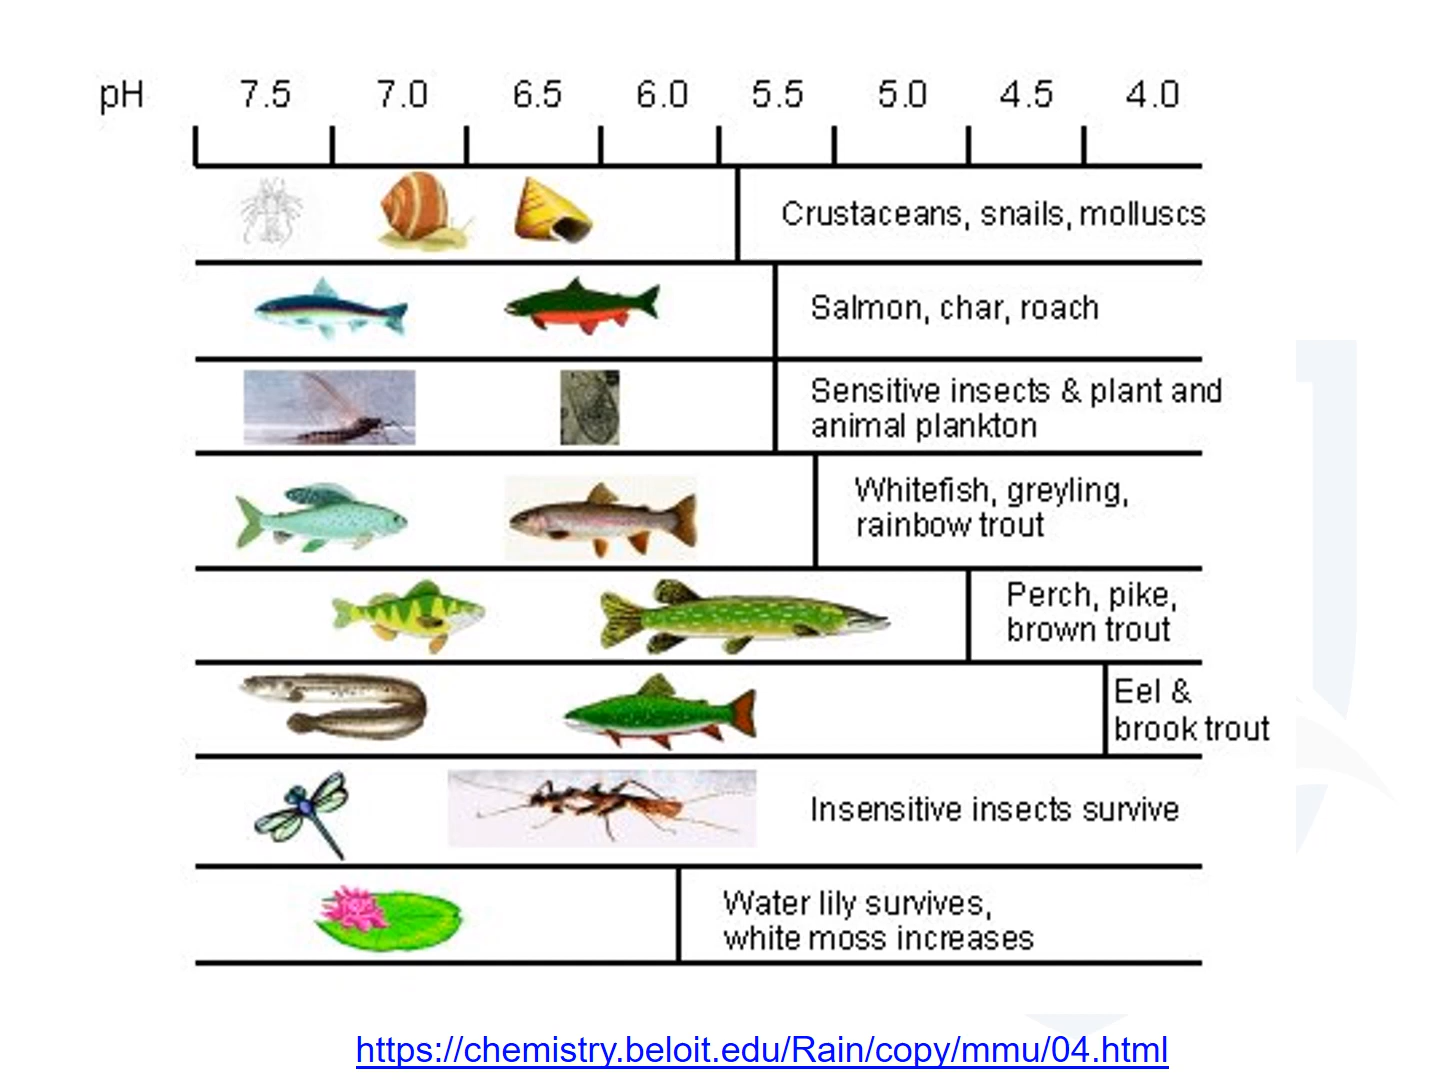 pH 7.5 7.0 6.5 6.0 5.5 5.0 4.5 4.0
Crustaceans, snails, molluscs
Salmon, char, roach
Sensitive insects & plant and
animal plankton
Whitefish, greyling,
rainbow trout
Perch, pike,
brown trout
Eel &
brook trout
Insensitive insects survive
Water lily survives,
white moss increases
https://chemistry.beloit.edu/Rain/copy/mmu/04.html